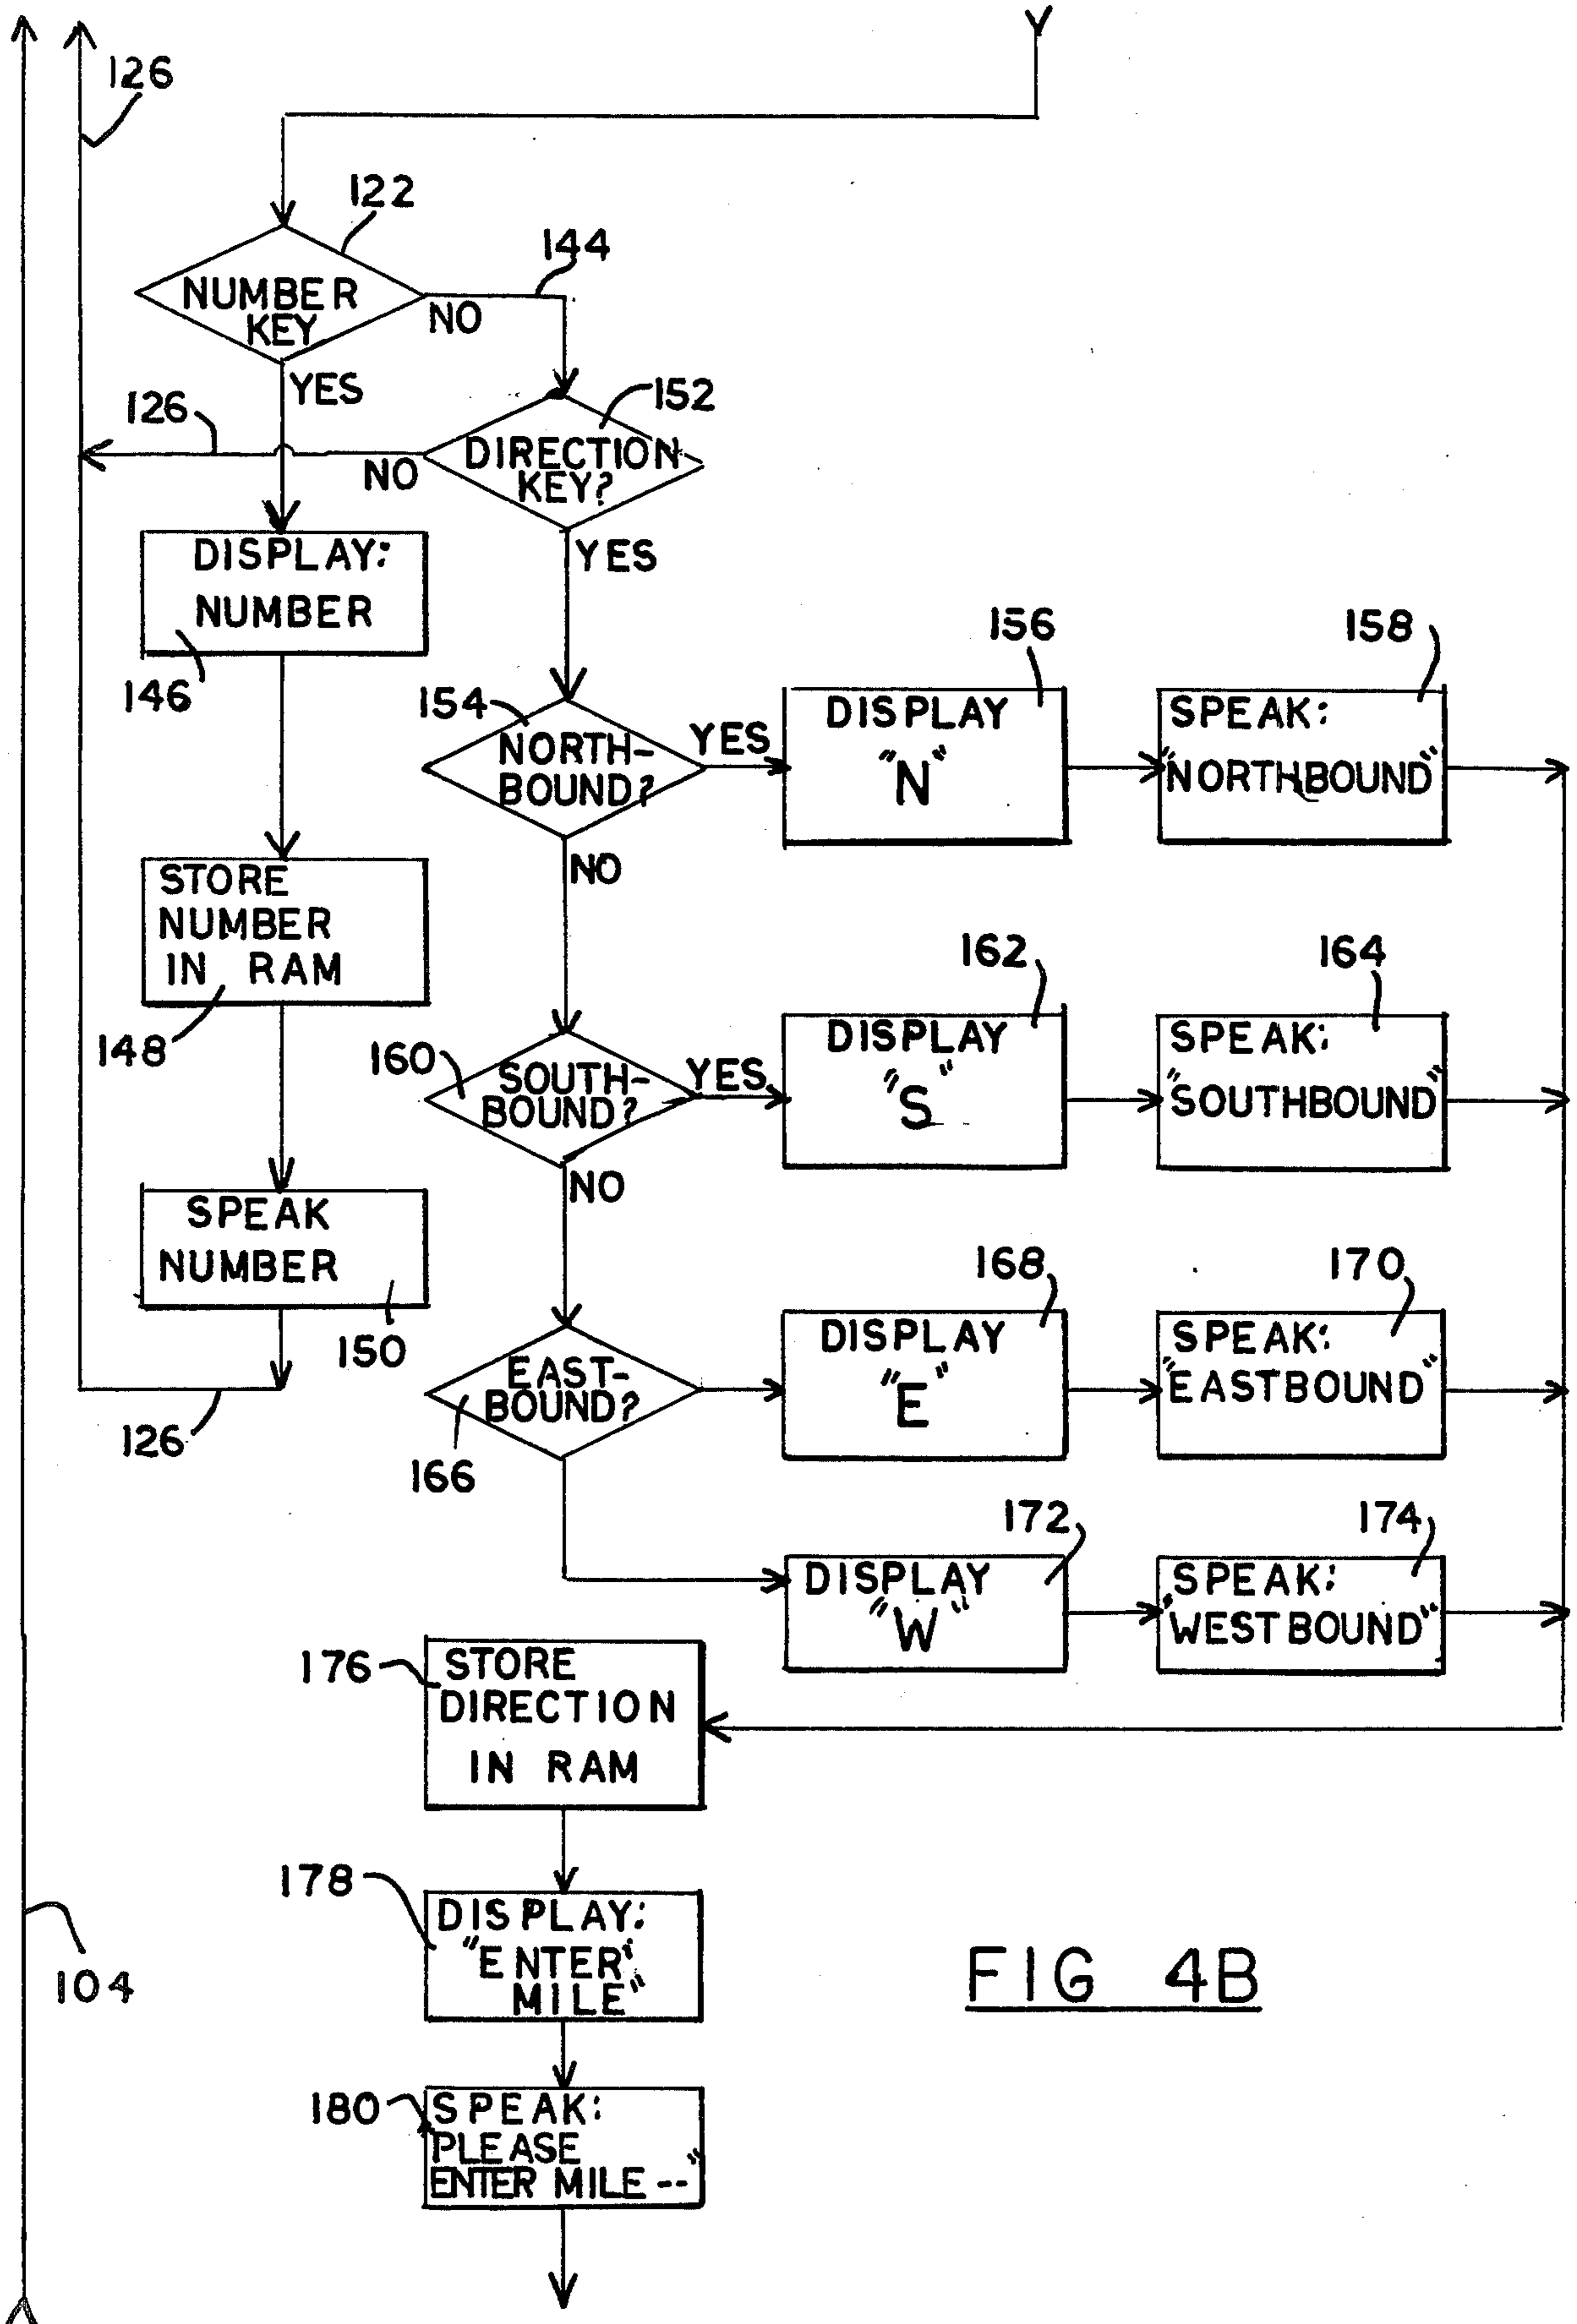 126
122
144
NUMBER
KEY
NO
YES
126
152
DIRECTION
KEY?
NO
YES
DISPLAY:
NUMBER
146
154
NORTH-
BOUND?
YES
NO
156
DISPLAY
"N"
158
SPEAK:
"NORTHBOUND"
STORE
NUMBER
IN RAM
148
160
SOUTH-
BOUND?
YES
NO
162
DISPLAY
"S"
164
SPEAK:
"SOUTHBOUND"
SPEAK
NUMBER
150
126
EAST-
BOUND?
166
168
DISPLAY
"E"
170
SPEAK:
"EASTBOUND"
172
DISPLAY
"W"
174
SPEAK:
"WESTBOUND"
176
STORE
DIRECTION
IN RAM
178
DISPLAY:
"ENTER
MILE"
104
180
SPEAK:
PLEASE
ENTER MILE --"
FIG 4B